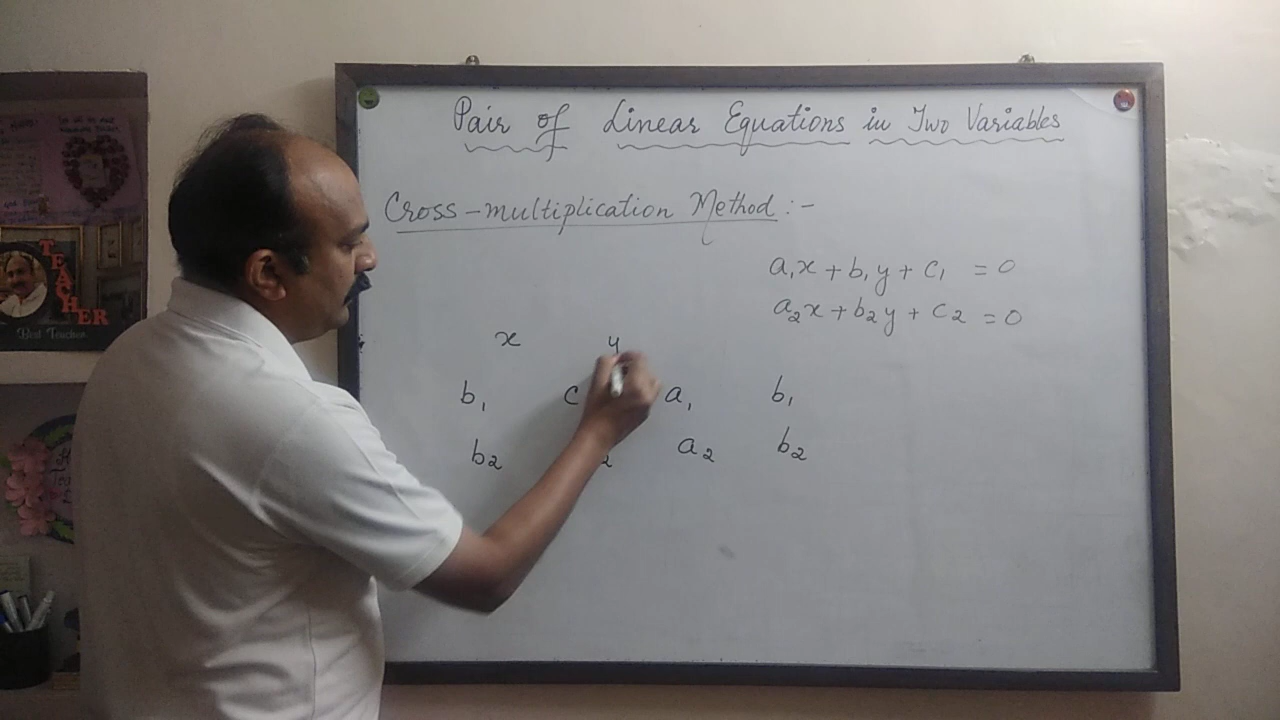 Pair of Linear Equations in Two Variables
Cross-multiplication Method :-
a₁x + b₁y + c₁ = 0
a₂x + b₂y + c₂ = 0
x y
b₁ c a₁ b₁
b₂ ₂ a₂ b₂
TEACHER
Best Teacher